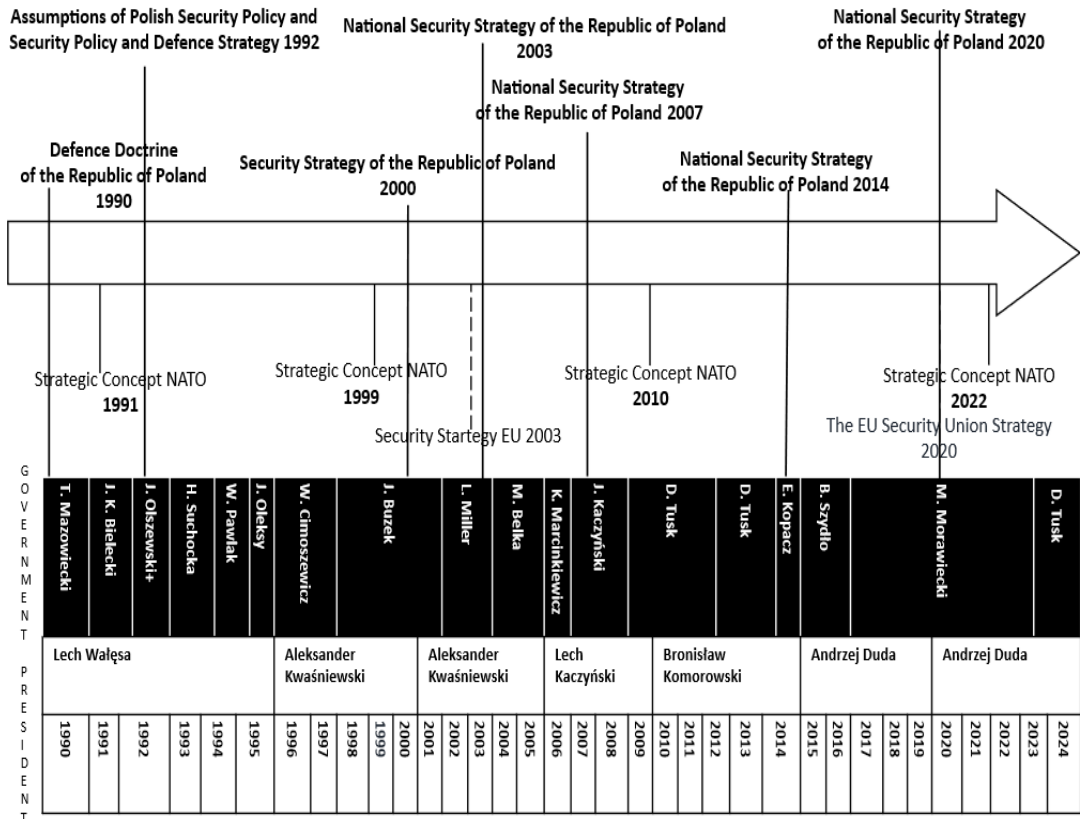 Assumptions of Polish Security Policy and
Security Policy and Defence Strategy 1992
National Security Strategy of the Republic of Poland
2003
National Security Strategy
of the Republic of Poland 2020
National Security Strategy
of the Republic of Poland 2007
Defence Doctrine
of the Republic of Poland
1990
Security Strategy of the Republic of Poland
2000
National Security Strategy
of the Republic of Poland 2014
Strategic Concept NATO
1991
Strategic Concept NATO
1999
Security Startegy EU 2003
Strategic Concept NATO
2010
Strategic Concept NATO
2022
The EU Security Union Strategy
2020
GOVERNMENT
T. Mazowiecki
J. K. Bielecki
J. Olszewski+
H. Suchocka
W. Pawlak
J. Oleksy
W. Cimoszewicz
J. Buzek
L. Miller
M. Belka
K. Marcinkiewicz
J. Kaczyński
D. Tusk
D. Tusk
E. Kopacz
B. Szydło
M. Morawiecki
D. Tusk
PRESIDENT
Lech Wałęsa
Aleksander
Kwaśniewski
Aleksander
Kwaśniewski
Lech
Kaczyński
Bronisław
Komorowski
Andrzej Duda
Andrzej Duda
1990
1991
1992
1993
1994
1995
1996
1997
1998
1999
2000
2001
2002
2003
2004
2005
2006
2007
2008
2009
2010
2011
2012
2013
2014
2015
2016
2017
2018
2019
2020
2021
2022
2023
2024